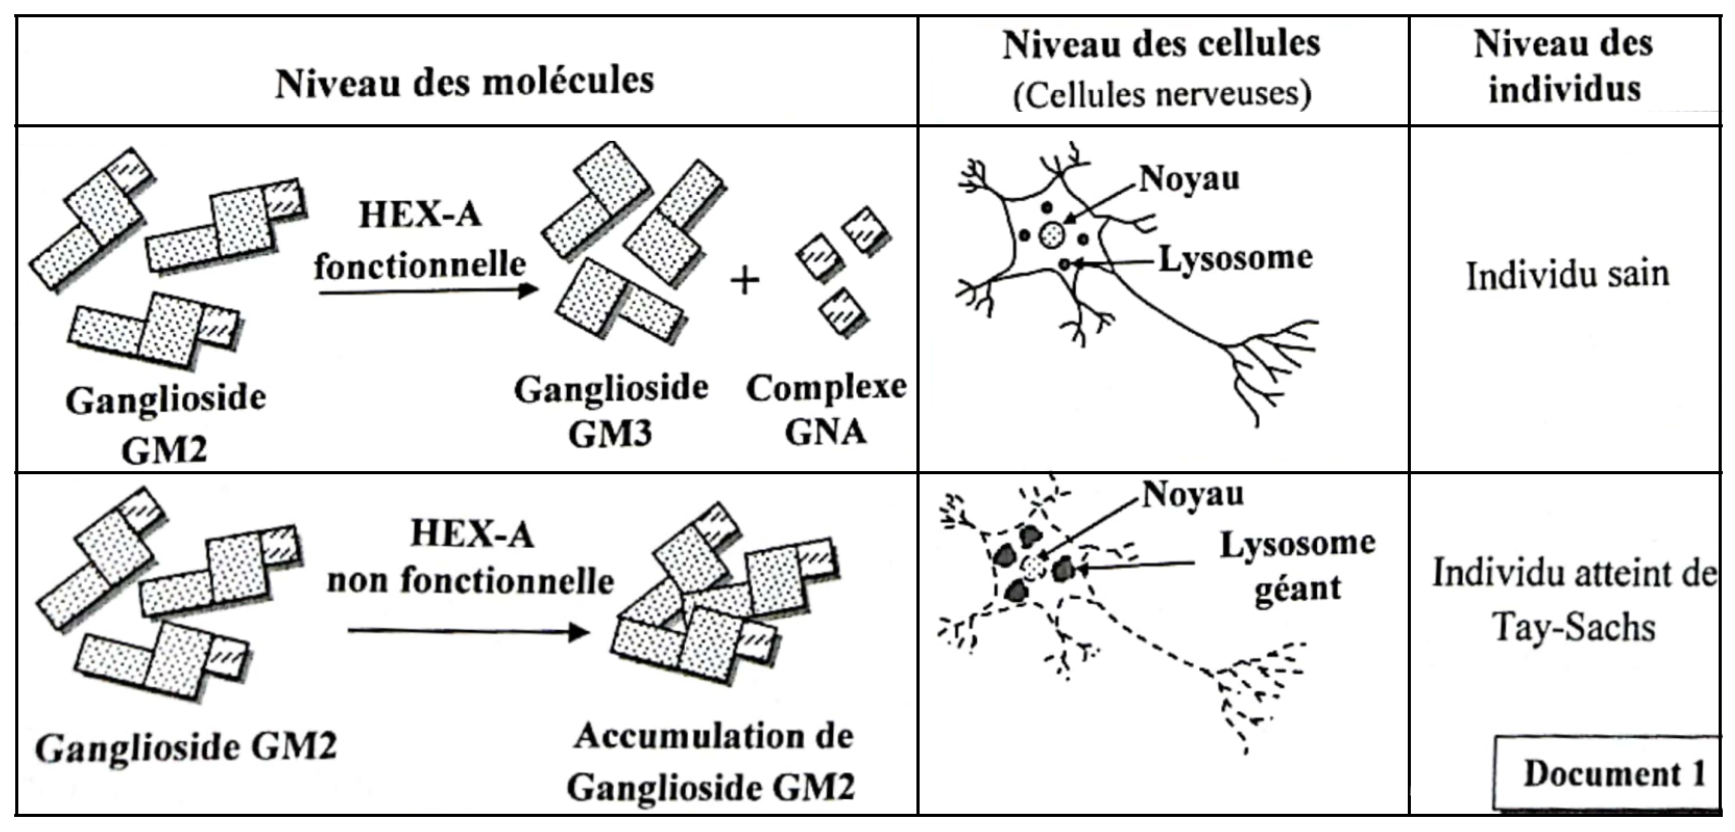 Niveau des molécules
Niveau des cellules
(Cellules nerveuses)
Niveau des
individus
HEX-A
fonctionnelle
Ganglioside
GM2
Ganglioside
GM3
+
Complexe
GNA
Noyau
Lysosome
Individu sain
HEX-A
non fonctionnelle
Ganglioside GM2
Accumulation de
Ganglioside GM2
Noyau
Lysosome
géant
Individu atteint de
Tay-Sachs
Document 1